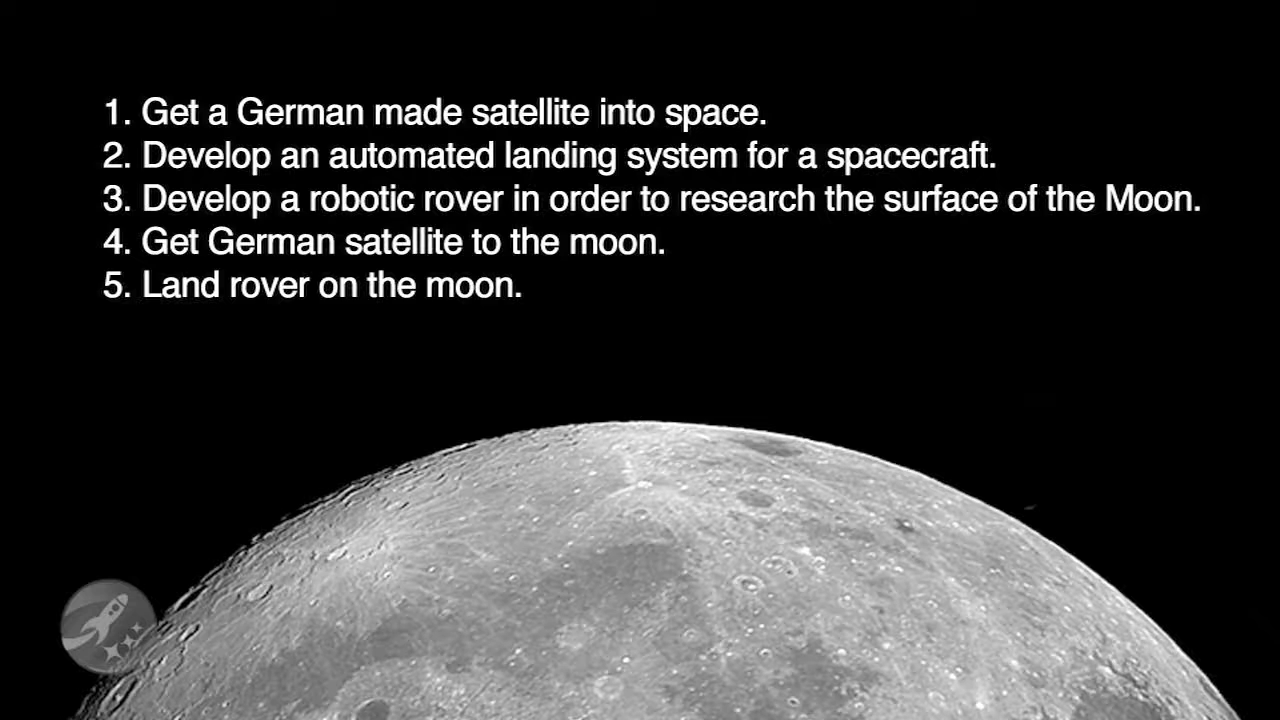 1. Get a German made satellite into space.
2. Develop an automated landing system for a spacecraft.
3. Develop a robotic rover in order to research the surface of the Moon.
4. Get German satellite to the moon.
5. Land rover on the moon.